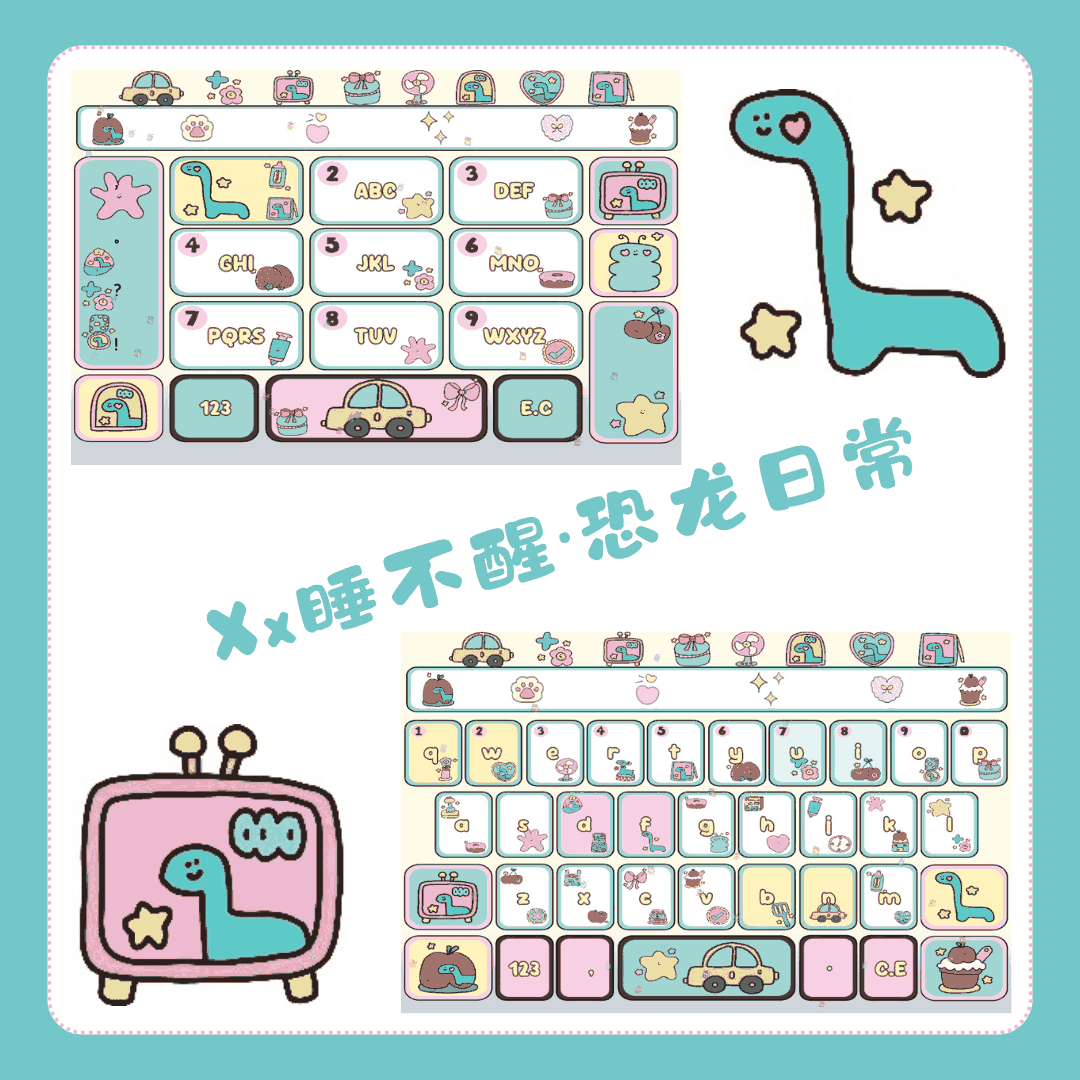 2 ABC
3 DEF
4 GHI
5 JKL
6 MNO
?
!
7 PQRS
8 TUV
9 WXYZ
123
E.C
Xx睡不醒·恐龙日常
1 2 3 4 5 6 7 8 9 0
q w e r t y u i o p
a s d f g h j k l
z x c v b n m
123 , . C.E